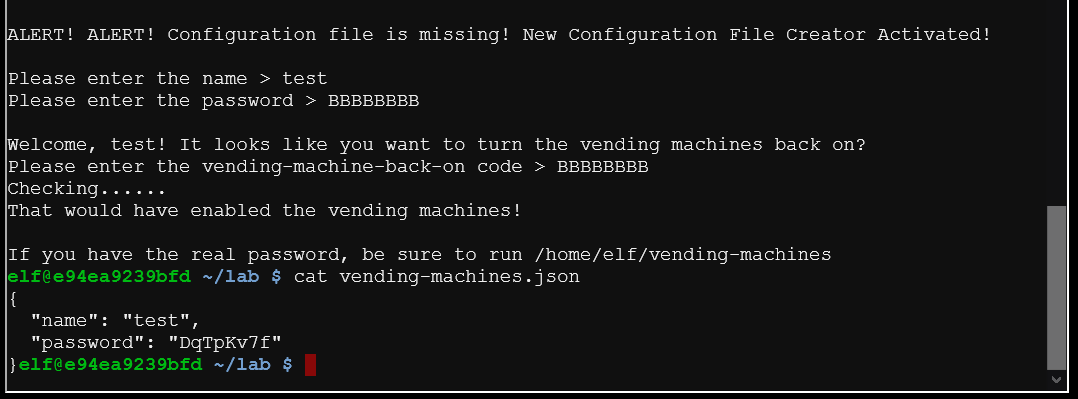 ALERT! ALERT! Configuration file is missing! New Configuration File Creator Activated!
Please enter the name > test
Please enter the password > BBBBBBBB
Welcome, test! It looks like you want to turn the vending machines back on?
Please enter the vending-machine-back-on code > BBBBBBBB
Checking......
That would have enabled the vending machines!
If you have the real password, be sure to run /home/elf/vending-machines
elf@e94ea9239bfd ~/lab $ cat vending-machines.json
{
  "name": "test",
  "password": "DqTpKv7f"
}elf@e94ea9239bfd ~/lab $